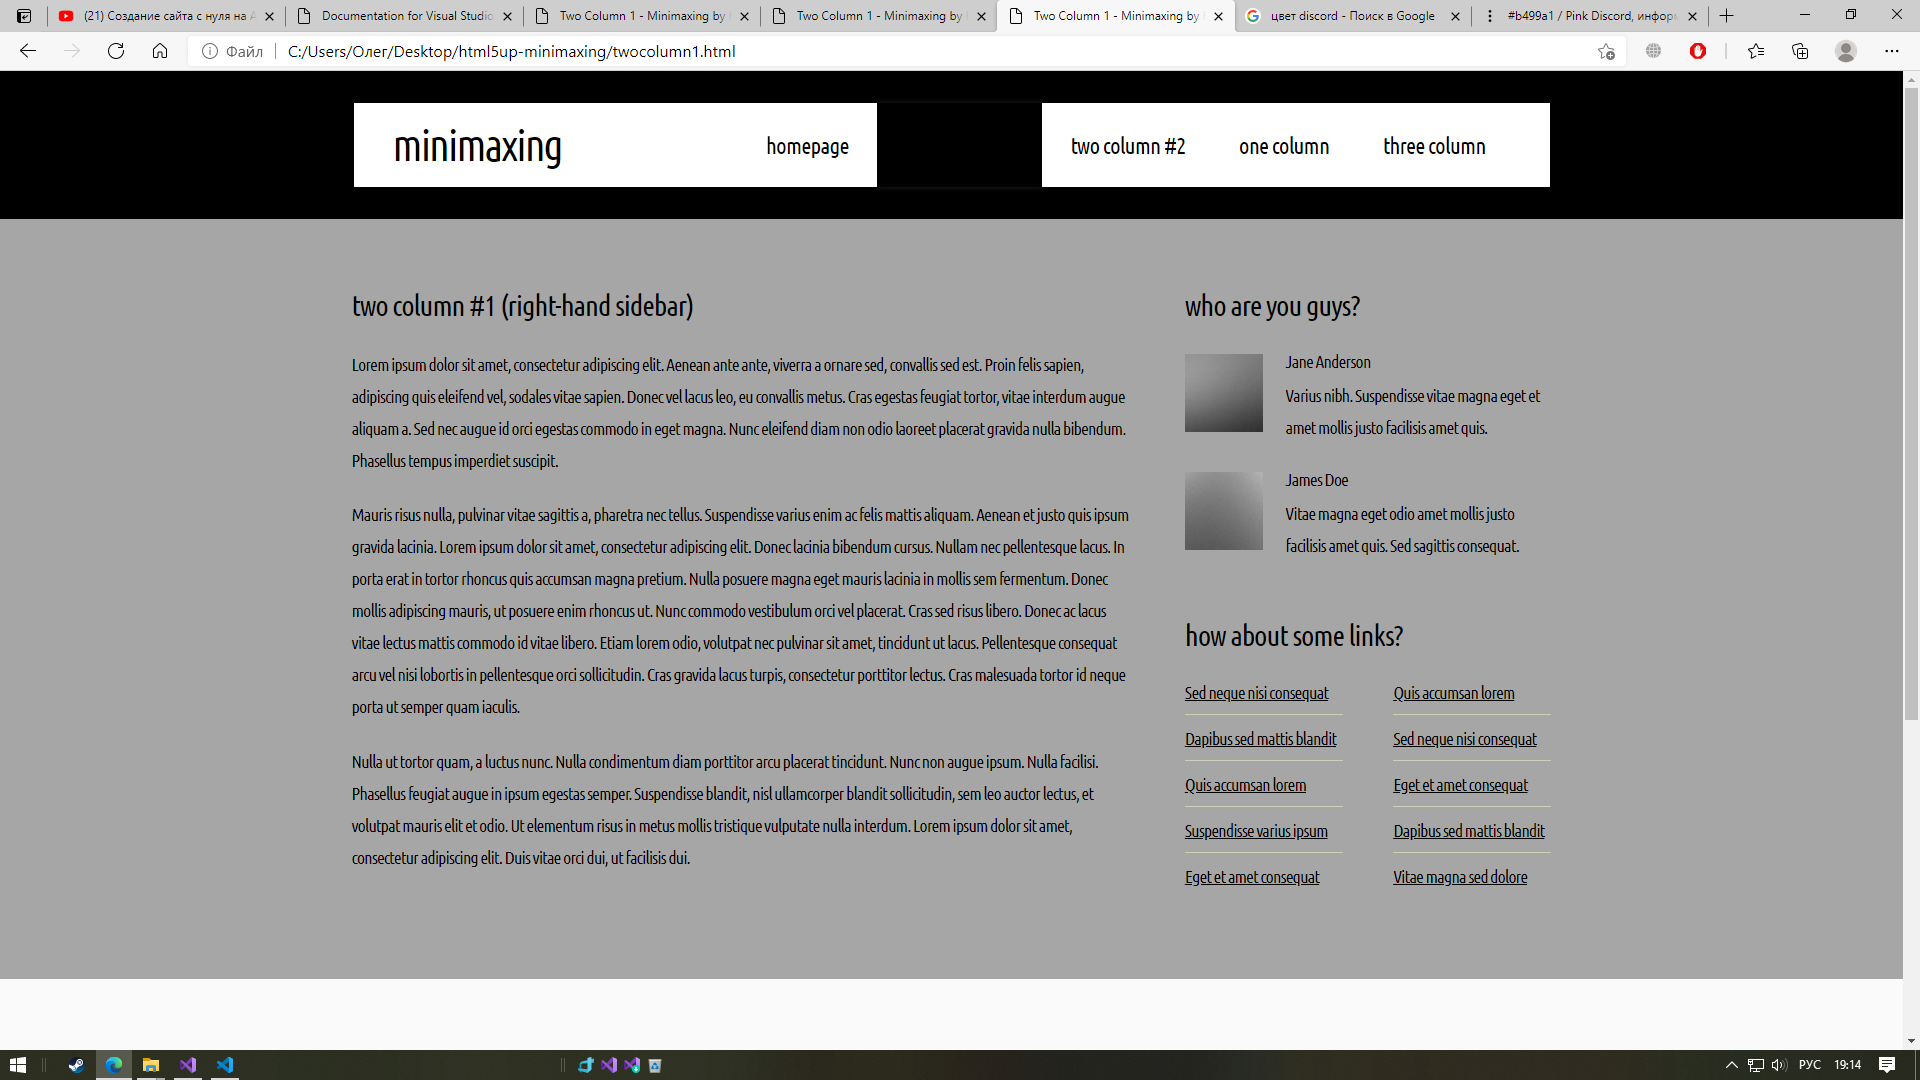 (21) Создание сайта с нуля на A
Documentation for Visual Studio
Two Column 1 - Minimaxing by
Two Column 1 - Minimaxing by
Two Column 1 - Minimaxing by
цвет discord - Поиск в Google
#b499a1 / Pink Discord, информ
Файл
C:/Users/Олег/Desktop/html5up-minimaxing/twocolumn1.html
minimaxing
homepage
two column #2
one column
three column
two column #1 (right-hand sidebar)
Lorem ipsum dolor sit amet, consectetur adipiscing elit. Aenean ante ante, viverra a ornare sed, convallis sed est. Proin felis sapien,
adipiscing quis eleifend vel, sodales vitae sapien. Donec vel lacus leo, eu convallis metus. Cras egestas feugiat tortor, vitae interdum augue
aliquam a. Sed nec augue id orci egestas commodo in eget magna. Nunc eleifend diam non odio laoreet placerat gravida nulla bibendum.
Phasellus tempus imperdiet suscipit.
Mauris risus nulla, pulvinar vitae sagittis a, pharetra nec tellus. Suspendisse varius enim ac felis mattis aliquam. Aenean et justo quis ipsum
gravida lacinia. Lorem ipsum dolor sit amet, consectetur adipiscing elit. Donec lacinia bibendum cursus. Nullam nec pellentesque lacus. In
porta erat in tortor rhoncus quis accumsan magna pretium. Nulla posuere magna eget mauris lacinia in mollis sem fermentum. Donec
mollis adipiscing mauris, ut posuere enim rhoncus ut. Nunc commodo vestibulum orci vel placerat. Cras sed risus libero. Donec ac lacus
vitae lectus mattis commodo id vitae libero. Etiam lorem odio, volutpat nec pulvinar sit amet, tincidunt ut lacus. Pellentesque consequat
arcu vel nisi lobortis in pellentesque orci sollicitudin. Cras gravida lacus turpis, consectetur porttitor lectus. Cras malesuada tortor id neque
porta ut semper quam iaculis.
Nulla ut tortor quam, a luctus nunc. Nulla condimentum diam porttitor arcu placerat tincidunt. Nunc non augue ipsum. Nulla facilisi.
Phasellus feugiat augue in ipsum egestas semper. Suspendisse blandit, nisl ullamcorper blandit sollicitudin, sem leo auctor lectus, et
volutpat mauris elit et odio. Ut elementum risus in metus mollis tristique vulputate nulla interdum. Lorem ipsum dolor sit amet,
consectetur adipiscing elit. Duis vitae orci dui, ut facilisis dui.
who are you guys?
Jane Anderson
Varius nibh. Suspendisse vitae magna eget et
amet mollis justo facilisis amet quis.
James Doe
Vitae magna eget odio amet mollis justo
facilisis amet quis. Sed sagittis consequat.
how about some links?
Sed neque nisi consequat
Dapibus sed mattis blandit
Quis accumsan lorem
Suspendisse varius ipsum
Eget et amet consequat
Quis accumsan lorem
Sed neque nisi consequat
Eget et amet consequat
Dapibus sed mattis blandit
Vitae magna sed dolore
РУС
19:14